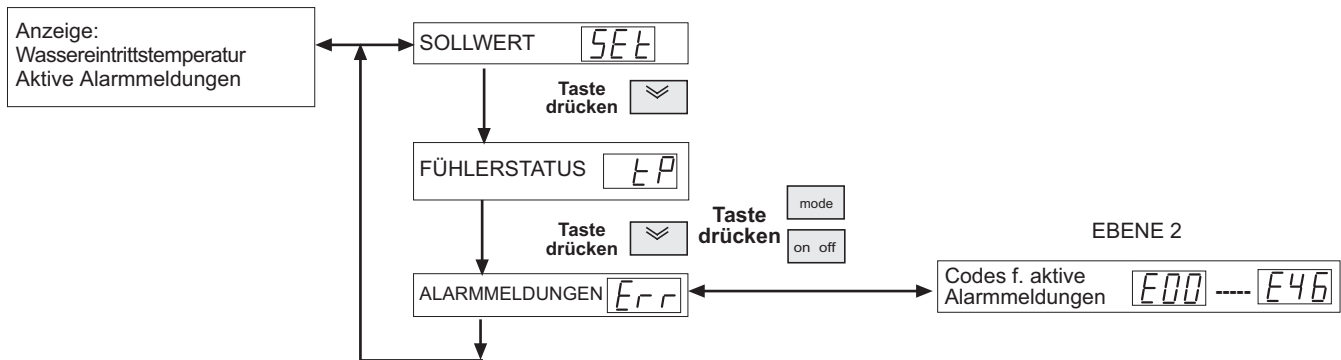 Anzeige:
Wassereintrittstemperatur
Aktive Alarmmeldungen
SOLLWERT SEt
Taste
drücken
FÜHLERSTATUS tP
Taste
drücken
Taste
drücken
mode
on off
ALARMMELDUNGEN Err
EBENE 2
Codes f. aktive
Alarmmeldungen E00 ----- E46